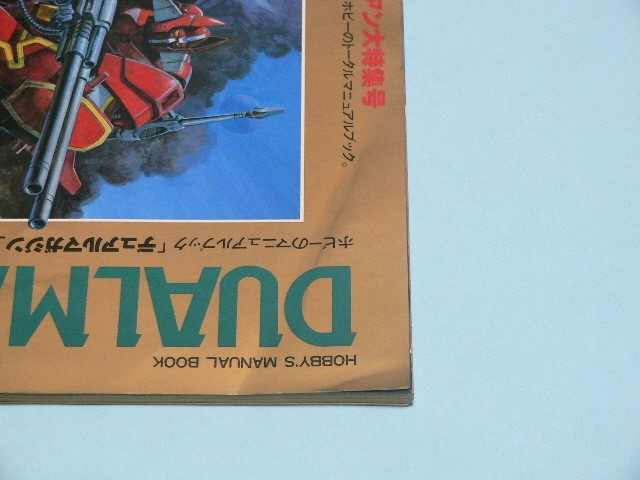 HOBBY'S MANUAL BOOK
DUALM
ホビーのマニュアルブック「デュアルマガジン」
ホビーのトータルマニュアルブック。
アン大特集号